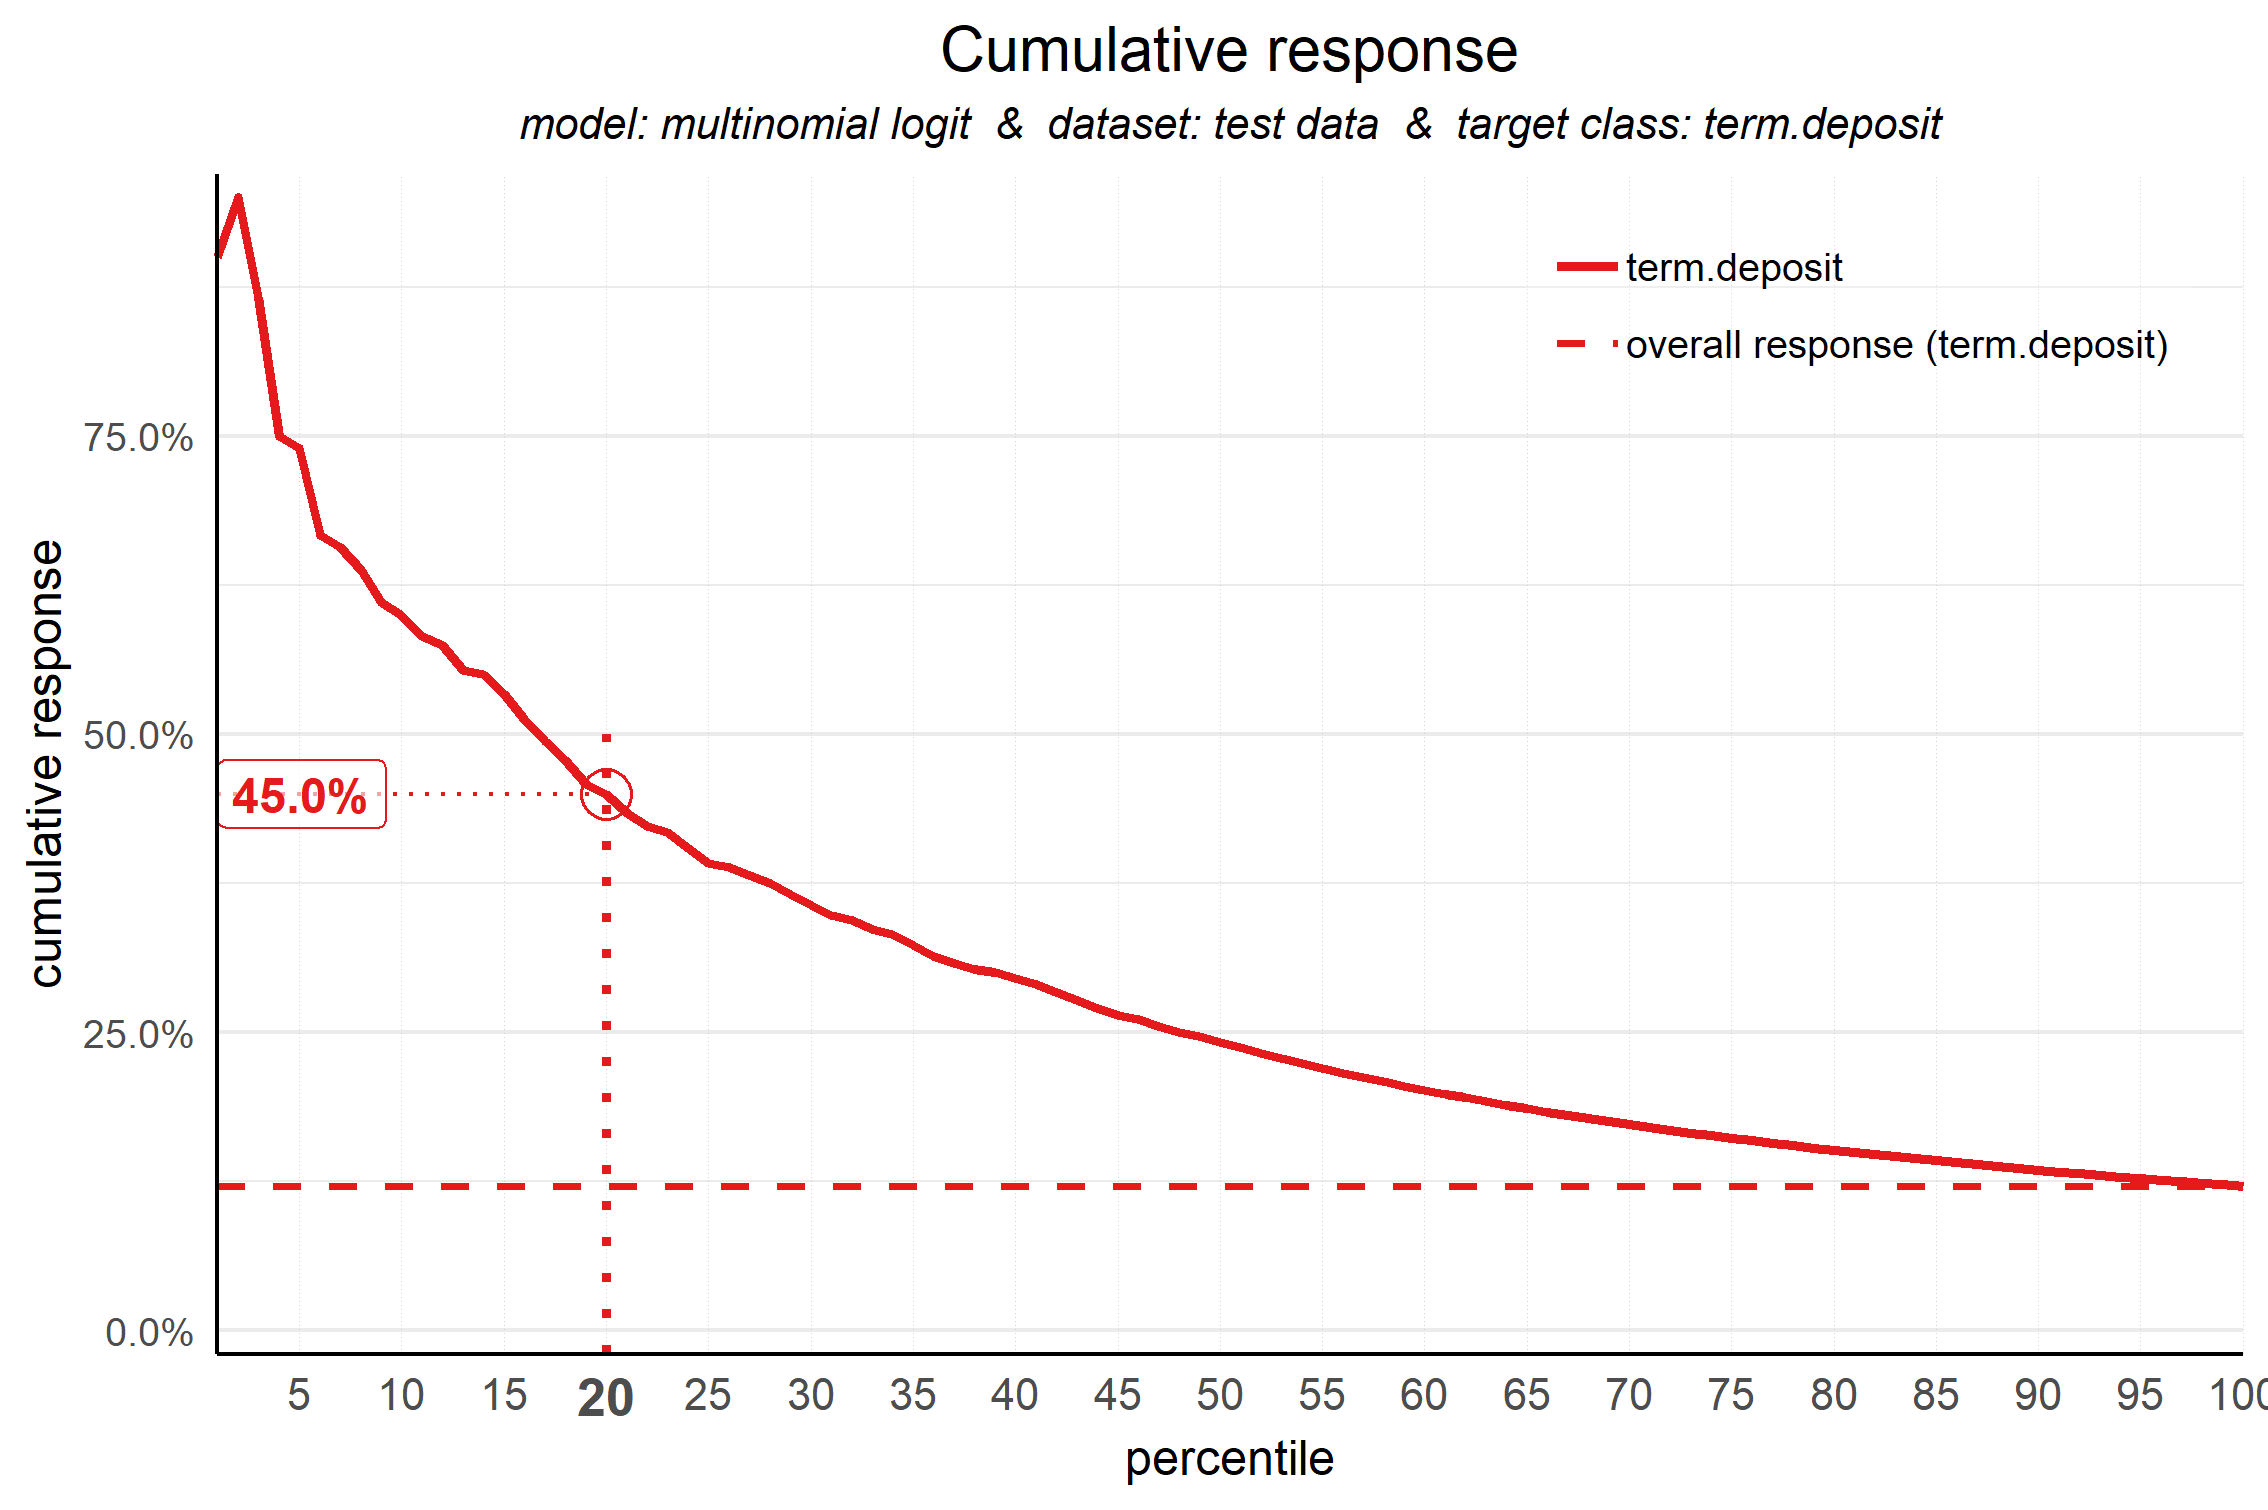 Cumulative response
model: multinomial logit & dataset: test data & target class: term.deposit
term.deposit
overall response (term.deposit)
cumulative response
75.0%
50.0%
45.0%
25.0%
0.0%
5 10 15 20 25 30 35 40 45 50 55 60 65 70 75 80 85 90 95 100
percentile